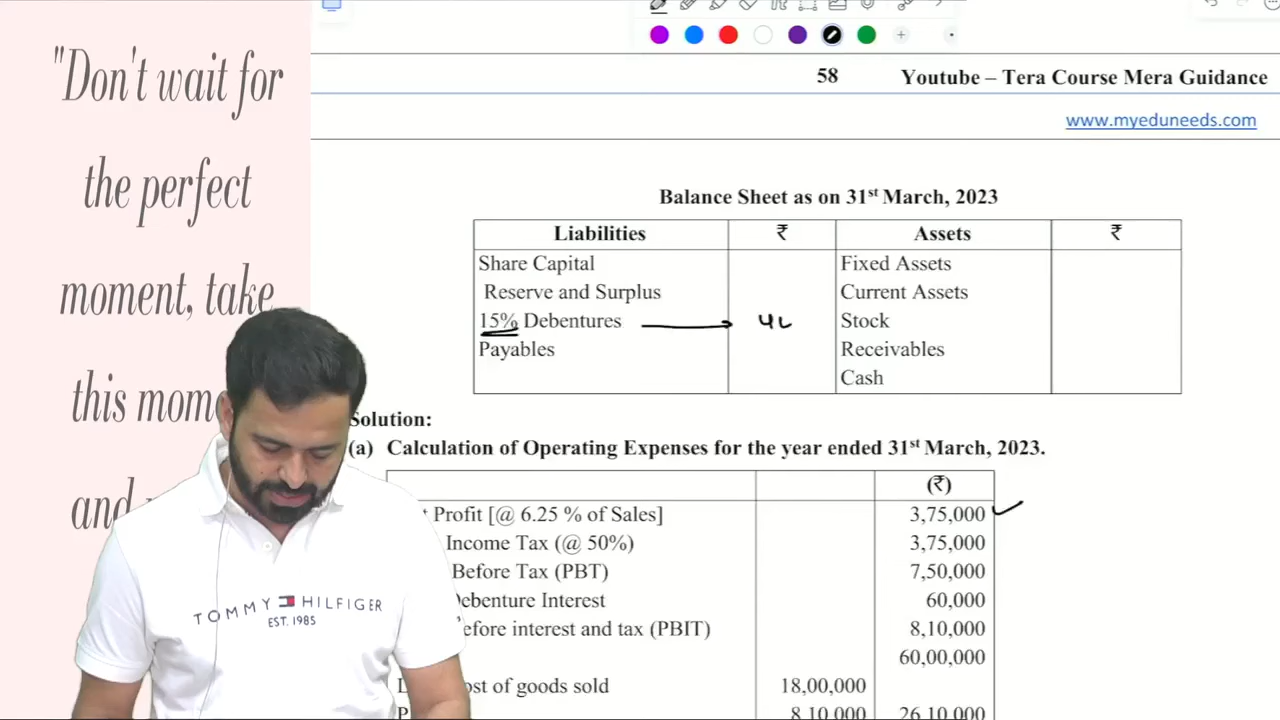 "Don't wait for
the perfect
moment, take
this
and
58 Youtube – Tera Course Mera Guidance
www.myeduneeds.com
Balance Sheet as on 31st March, 2023
Liabilities ₹ Assets ₹
Share Capital Fixed Assets
Reserve and Surplus Current Assets
15% Debentures Stock
Payables Receivables
Cash
Solution:
(a) Calculation of Operating Expenses for the year ended 31st March, 2023.
(₹)
Profit [@ 6.25 % of Sales] 3,75,000
Income Tax (@ 50%) 3,75,000
Before Tax (PBT) 7,50,000
Debenture Interest 60,000
before interest and tax (PBIT) 8,10,000
60,00,000
of goods sold 18,00,000
8,10,000 26,10,000
TOMMY HILFIGER
EST. 1985